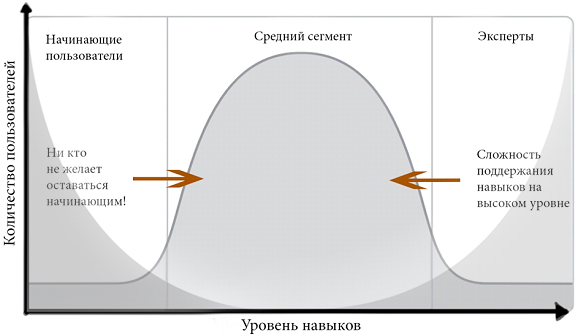 Количество пользователей
Начинающие
пользователи
Средний сегмент
Эксперты
Ни кто
не желает
оставаться
начинающим!
Сложность
поддержания
навыков на
высоком уровне
Уровень навыков